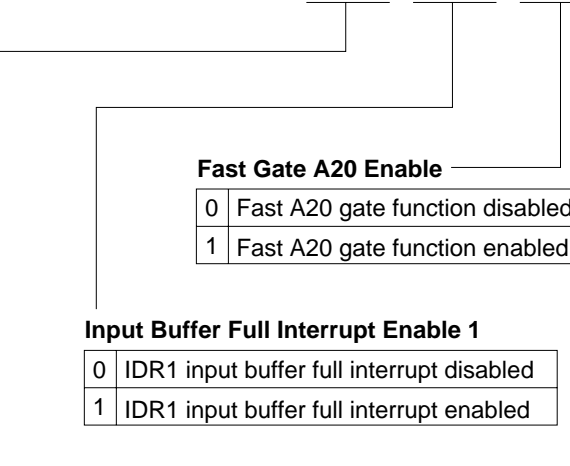 Fast Gate A20 Enable
0 Fast A20 gate function disabled
1 Fast A20 gate function enabled
Input Buffer Full Interrupt Enable 1
0 IDR1 input buffer full interrupt disabled
1 IDR1 input buffer full interrupt enabled